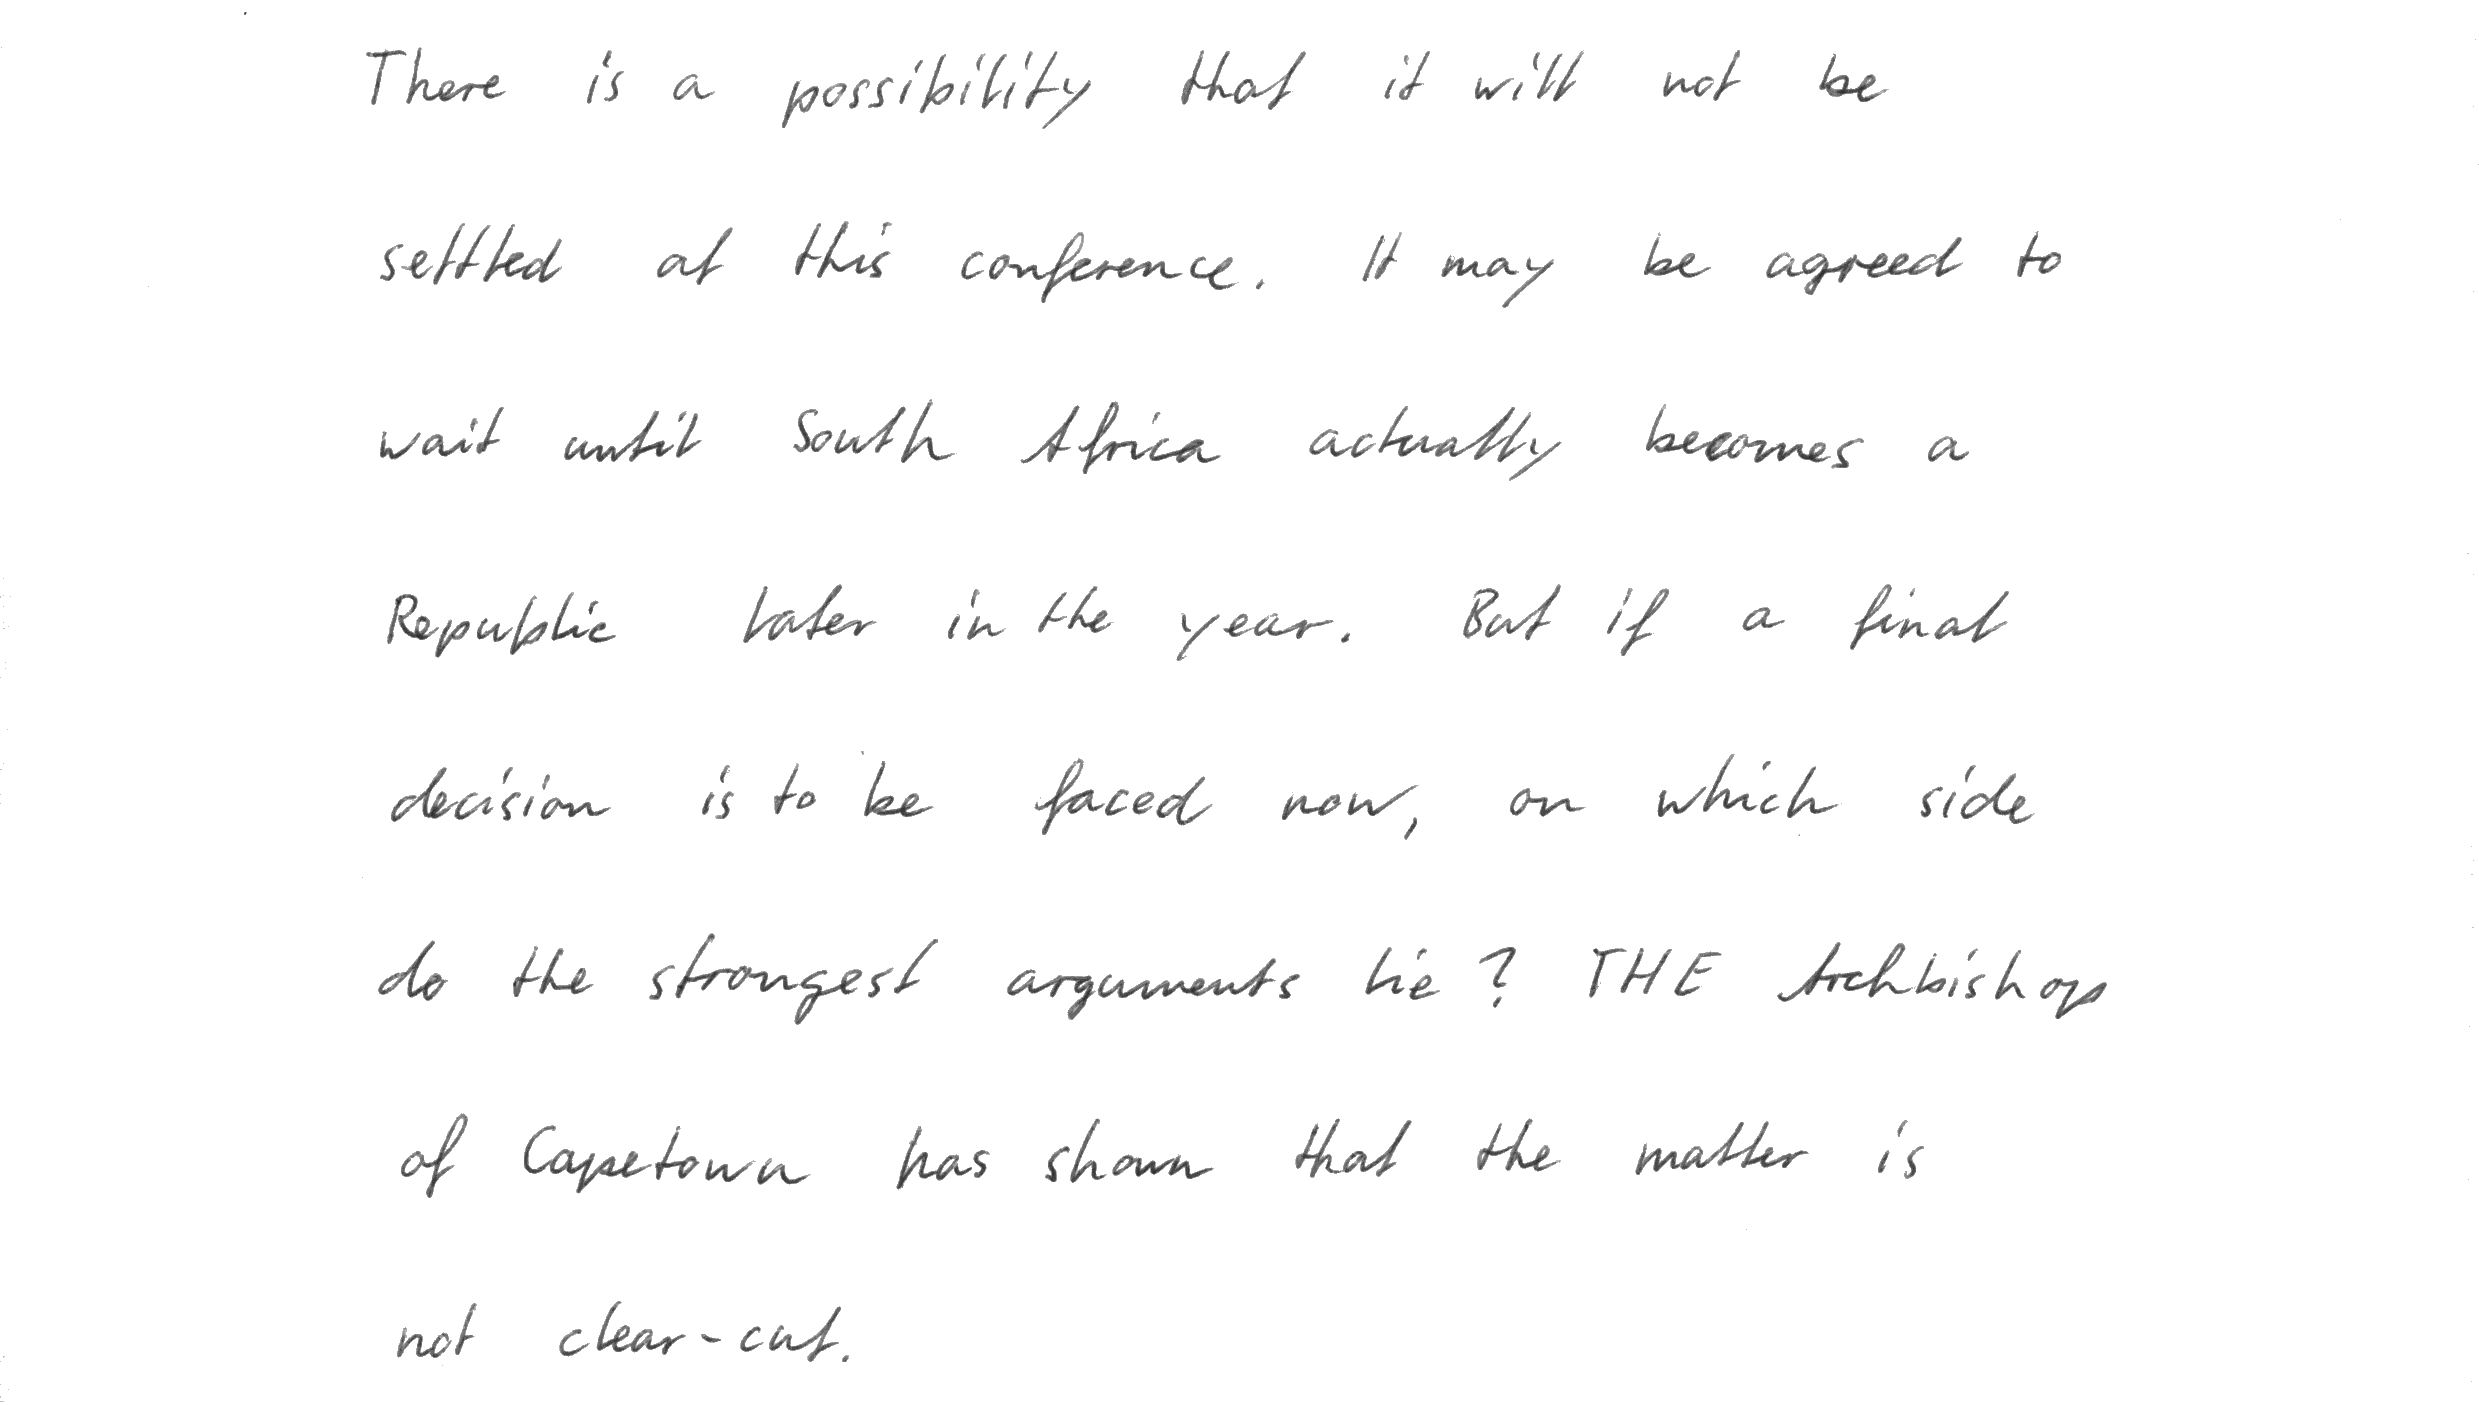 There is a possibility that it will not be
settled at this conference. It may be agreed to
wait until South Africa actually becomes a
Republic later in the year. But if a final
decision is to be faced now, on which side
do the strongest arguments lie? THE Archbishop
of Capetown has shown that the matter is
not clear-cut.